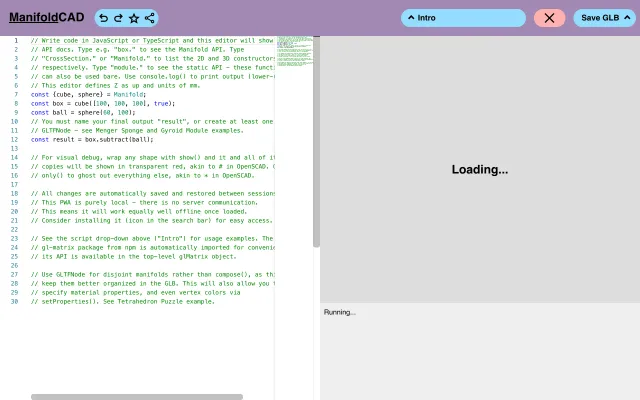 ManifoldCAD
Intro
Save GLB
1 // Write code in JavaScript or TypeScript and this editor will show
2 // API docs. Type e.g. "box." to see the Manifold API. Type
3 // "CrossSection." or "Manifold." to list the 2D and 3D constructors
4 // respectively. Type "module." to see the static API - these functi
5 // can also be used bare. Use console.log() to print output (lower-
6 // This editor defines Z as up and units of mm.
7 const {cube, sphere} = Manifold;
8 const box = cube([100, 100, 100], true);
9 const ball = sphere(60, 100);
10 // You must name your final output "result", or create at least one
11 // GLTFNode - see Menger Sponge and Gyroid Module examples.
12 const result = box.subtract(ball);
13
14 // For visual debug, wrap any shape with show() and it and all of it
15 // copies will be shown in transparent red, akin to # in OpenSCAD.
16 // only() to ghost out everything else, akin to * in OpenSCAD.
17
18 // All changes are automatically saved and restored between sessions
19 // This PWA is purely local - there is no server communication.
20 // This means it will work equally well offline once loaded.
21 // Consider installing it (icon in the search bar) for easy access.
22
23 // See the script drop-down above ("Intro") for usage examples. The
24 // gl-matrix package from npm is automatically imported for convenie
25 // its API is available in the top-level glMatrix object.
26
27 // Use GLTFNode for disjoint manifolds rather than compose(), as thi
28 // keep them better organized in the GLB. This will also allow you t
29 // specify material properties, and even vertex colors via
30 // setProperties(). See Tetrahedron Puzzle example.
Loading...
Running...